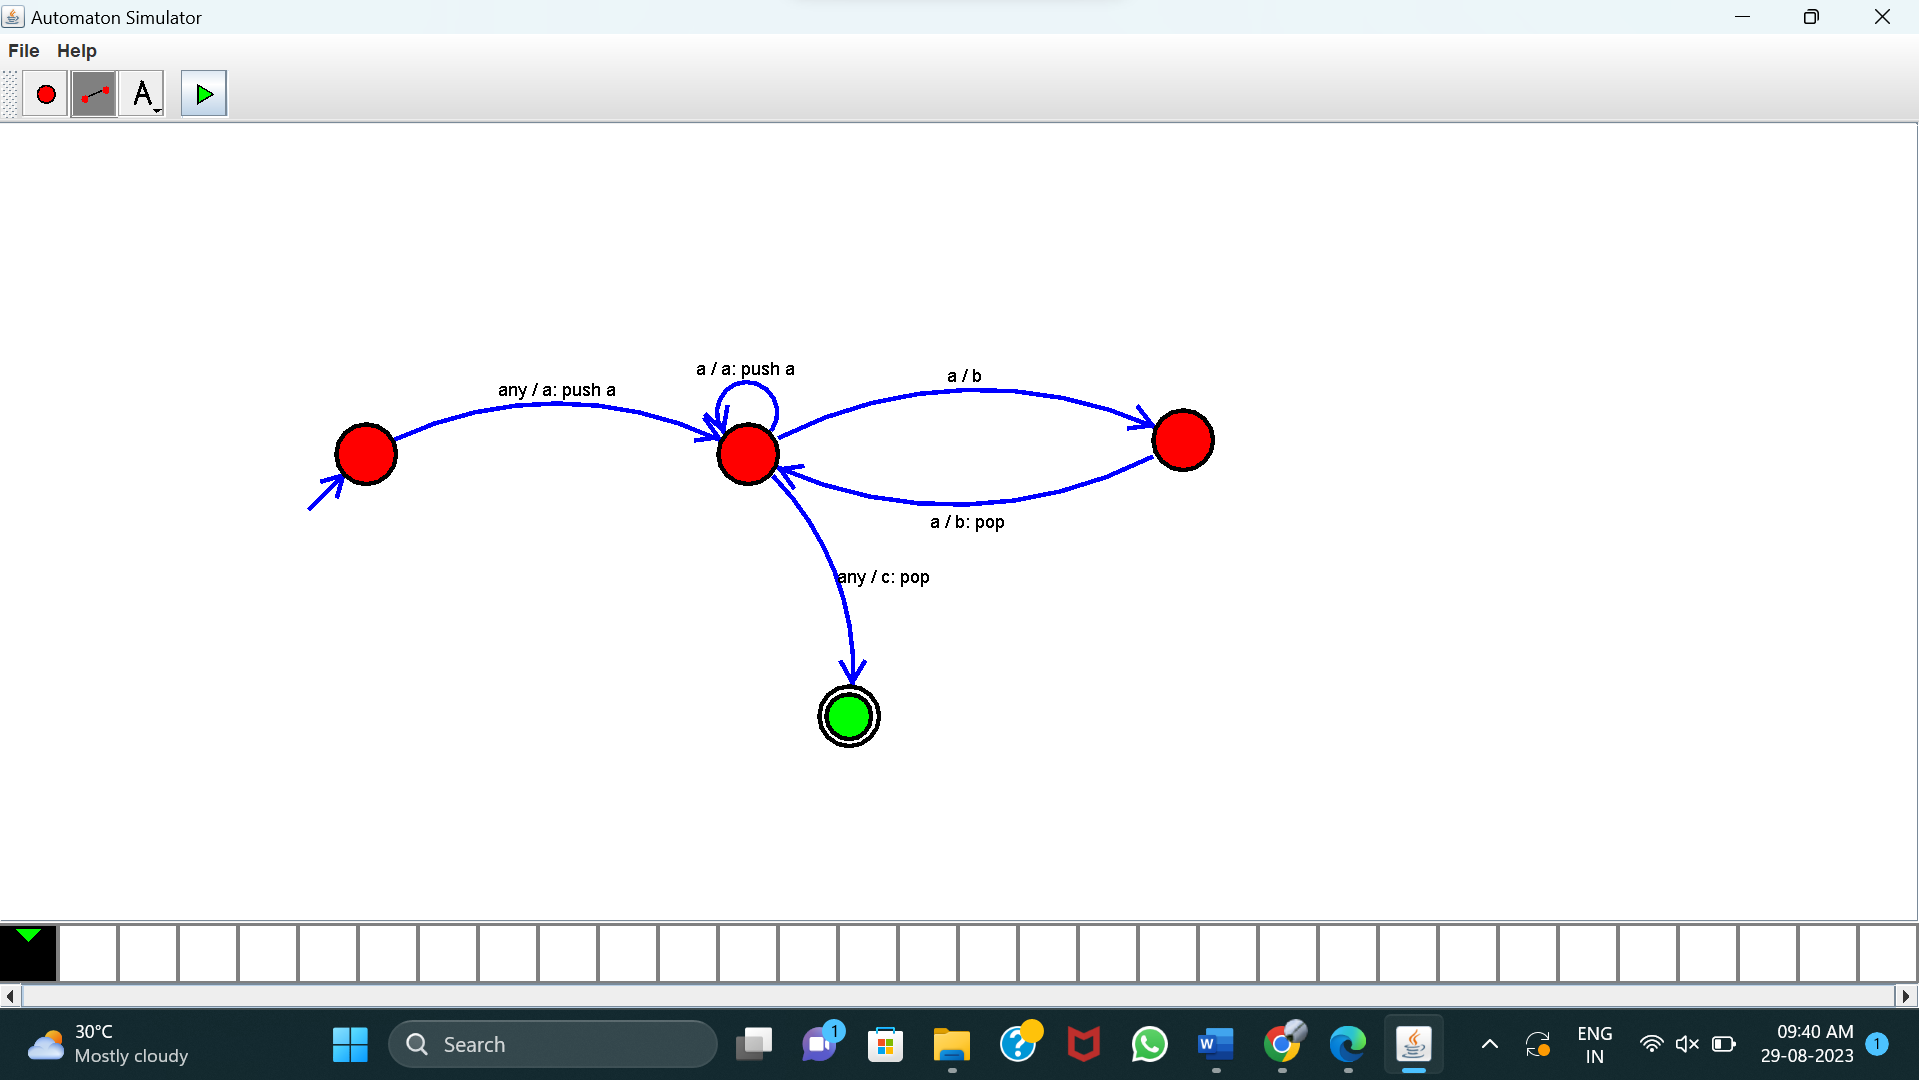 Automaton Simulator
File Help
A
a / a: push a
a / b
any / a: push a
a / b: pop
any / c: pop
30°C
Mostly cloudy
Search
1
W
ENG
IN
09:40 AM
29-08-2023
1